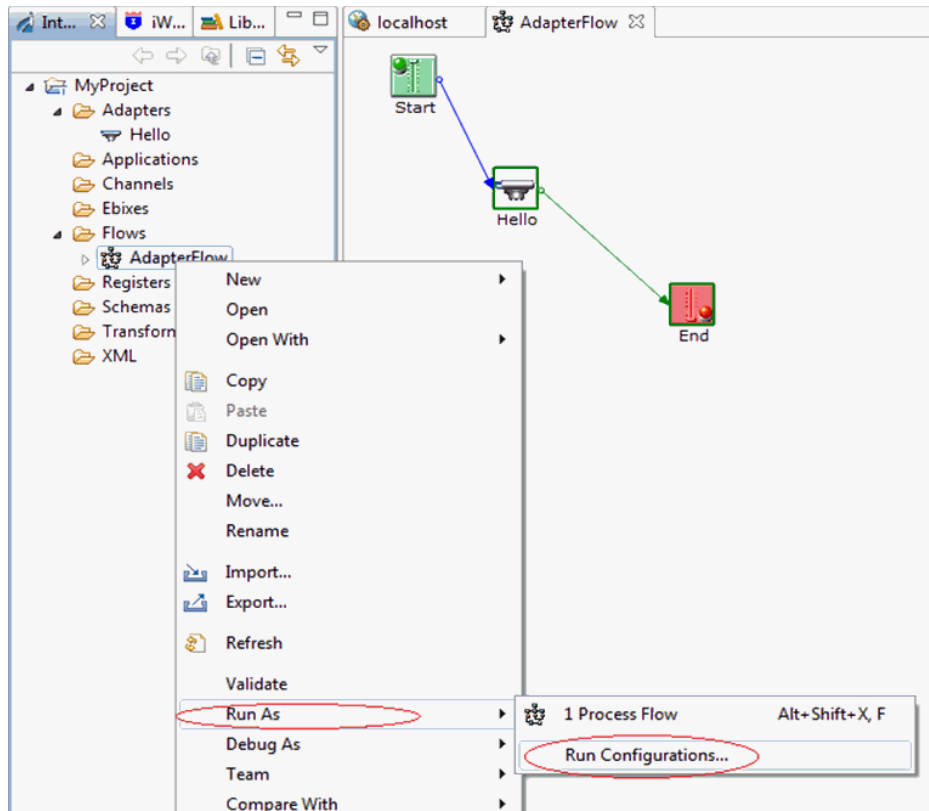 Int...
iW...
Lib...
localhost
AdapterFlow
MyProject
Adapters
Hello
Applications
Channels
Ebixes
Flows
AdapterFlow
Registers
Schemas
Transform
XML
Start
Hello
End
New
Open
Open With
Copy
Paste
Duplicate
Delete
Move...
Rename
Import...
Export...
Refresh
Validate
Run As
Debug As
Team
Compare With
1 Process Flow Alt+Shift+X, F
Run Configurations...